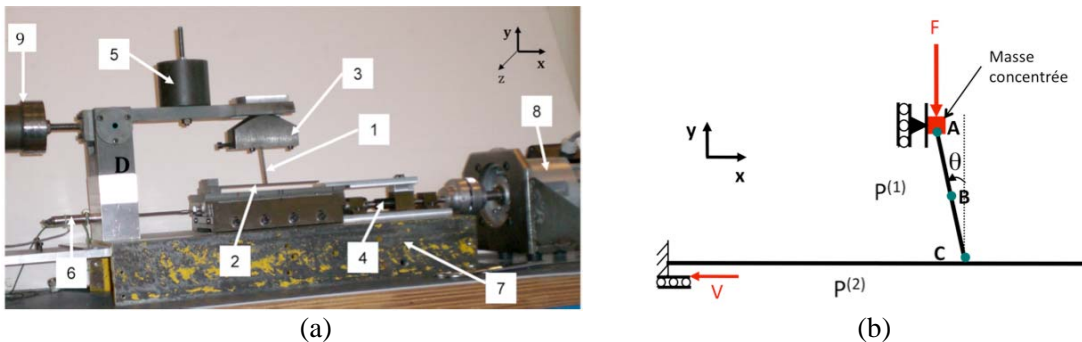 9
5
3
1
8
D
6
2
4
7
y
x
z
(a)
F
Masse
concentrée
A
y
x
θ
P(1)
B
C
V
P(2)
(b)